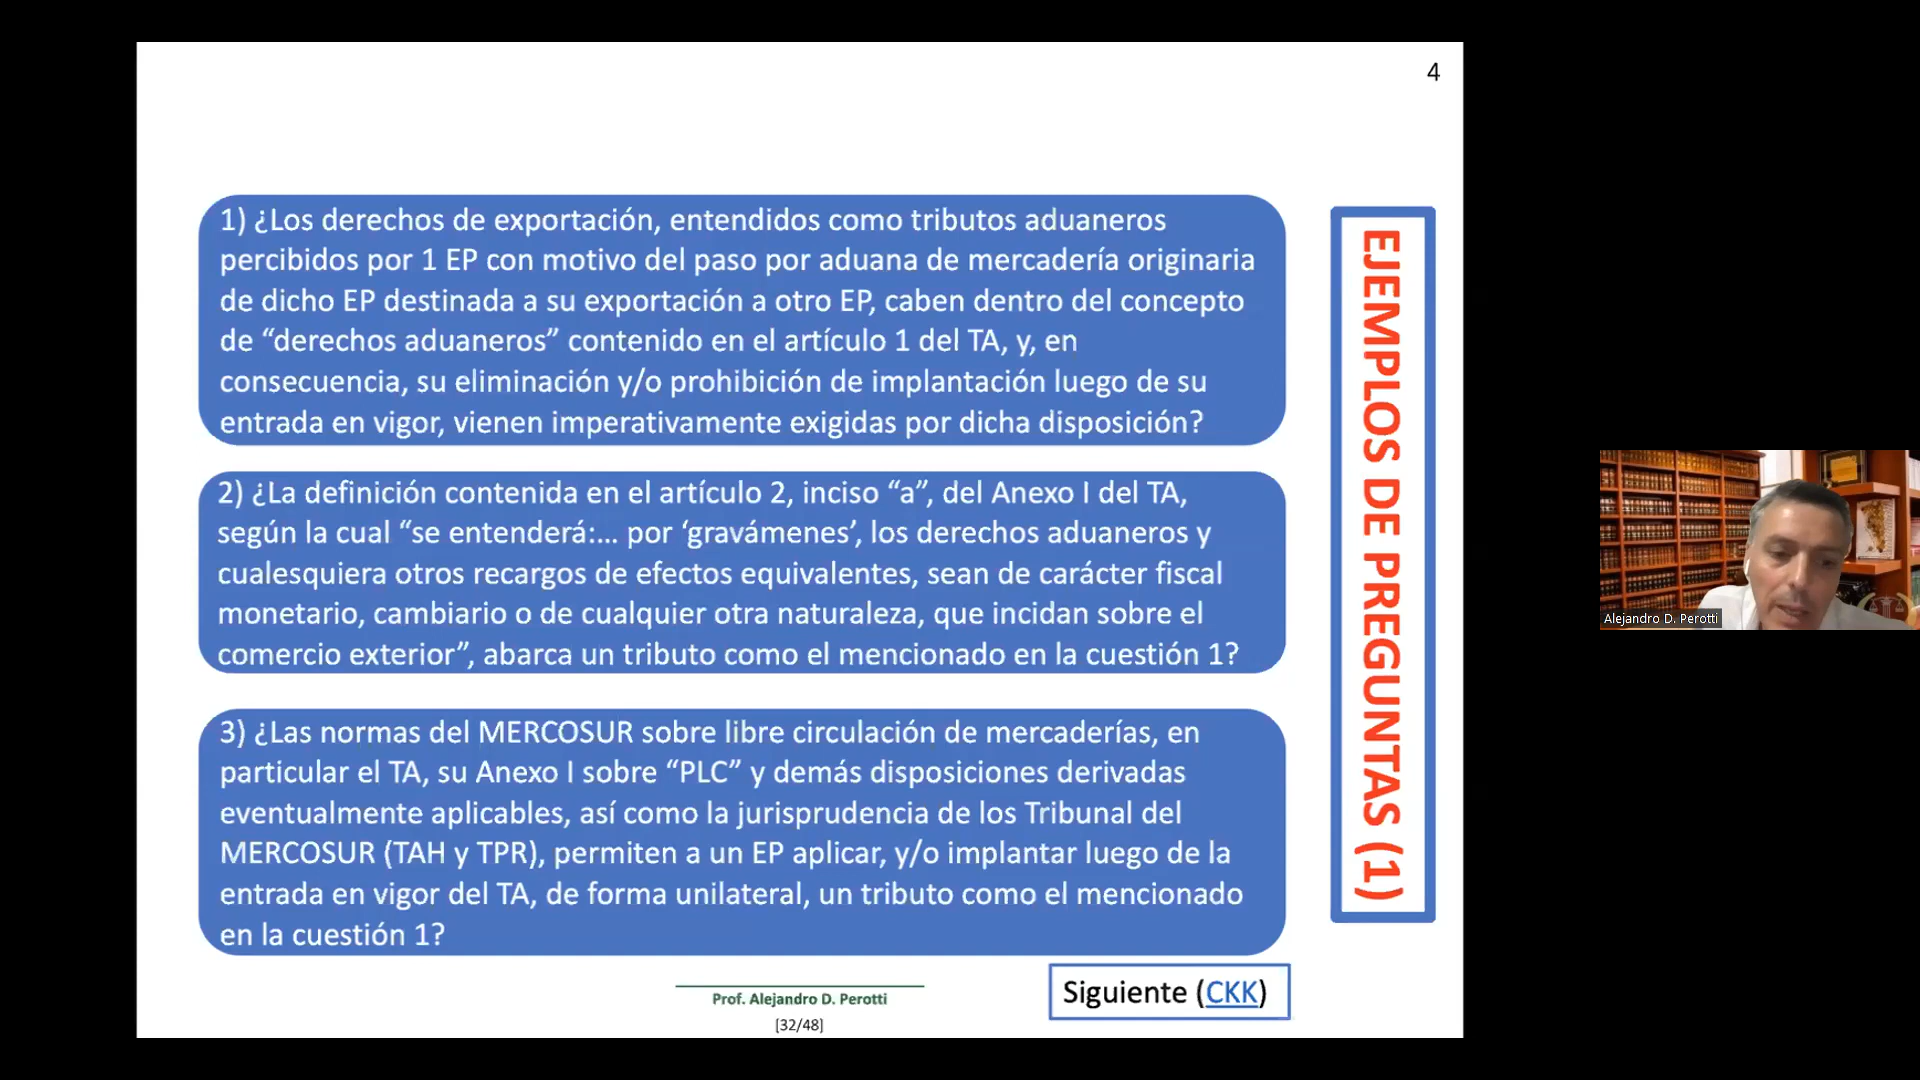 4
1) ¿Los derechos de exportación, entendidos como tributos aduaneros
percibidos por 1 EP con motivo del paso por aduana de mercadería originaria
de dicho EP destinada a su exportación a otro EP, caben dentro del concepto
de “derechos aduaneros” contenido en el artículo 1 del TA, y, en
consecuencia, su eliminación y/o prohibición de implantación luego de su
entrada en vigor, vienen imperativamente exigidas por dicha disposición?
2) ¿La definición contenida en el artículo 2, inciso “a”, del Anexo I del TA,
según la cual “se entenderá:... por ‘gravámenes’, los derechos aduaneros y
cualesquiera otros recargos de efectos equivalentes, sean de carácter fiscal
monetario, cambiario o de cualquier otra naturaleza, que incidan sobre el
comercio exterior”, abarca un tributo como el mencionado en la cuestión 1?
3) ¿Las normas del MERCOSUR sobre libre circulación de mercaderías, en
particular el TA, su Anexo I sobre “PLC” y demás disposiciones derivadas
eventualmente aplicables, así como la jurisprudencia de los Tribunal del
MERCOSUR (TAH y TPR), permiten a un EP aplicar, y/o implantar luego de la
entrada en vigor del TA, de forma unilateral, un tributo como el mencionado
en la cuestión 1?
EJEMPLOS DE PREGUNTAS (1)
Siguiente (CKK)
Prof. Alejandro D. Perotti
[32/48]
Alejandro D. Perotti